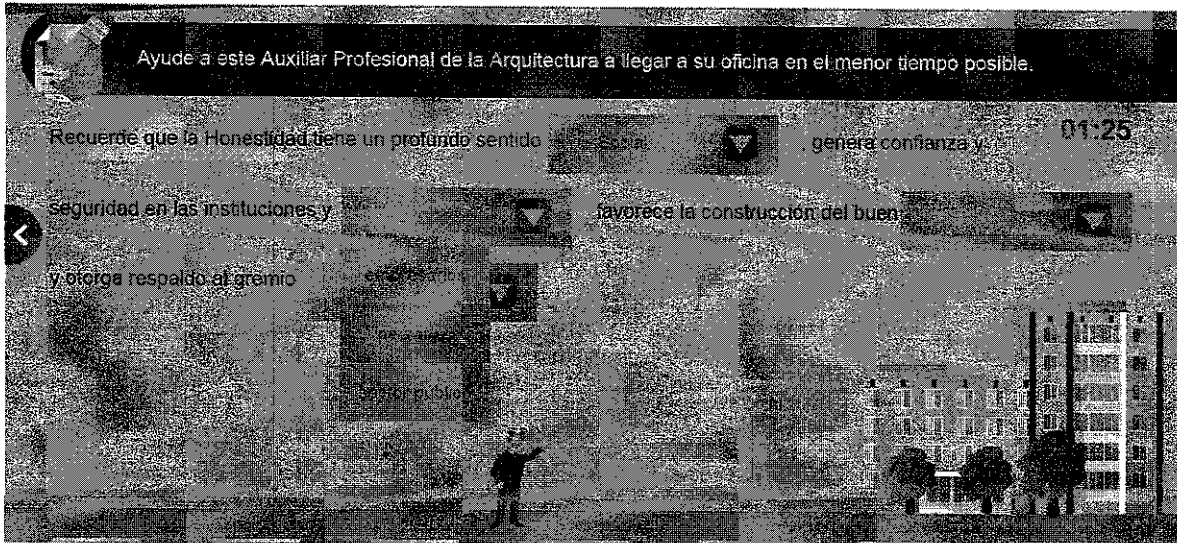 Ayude a este Auxiliar Profesional de la Arquitectura a llegar a su oficina en el menor tiempo posible.
01:25
Recuerde que la Honestidad tiene un profundo sentido , genera confianza y
seguridad en las instituciones y favorece la construcción del buen
y otorga respaldo al gremio